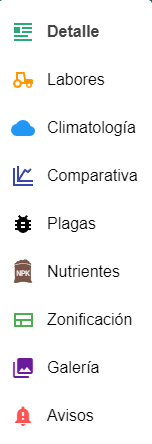 Detalle
Labores
Climatología
Comparativa
Plagas
NPK Nutrientes
Zonificación
Galería
Avisos